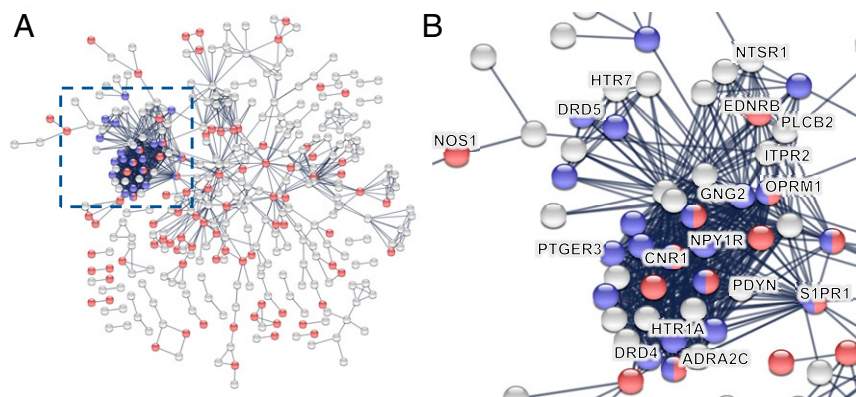 A
B
NTSR1
HTR7
EDNRB
DRD5
PLCB2
NOS1
ITPR2
GNG2
OPRM1
NPY1R
PTGER3
CNR1
PDYN
S1PR1
HTR1A
DRD4
ADRA2C